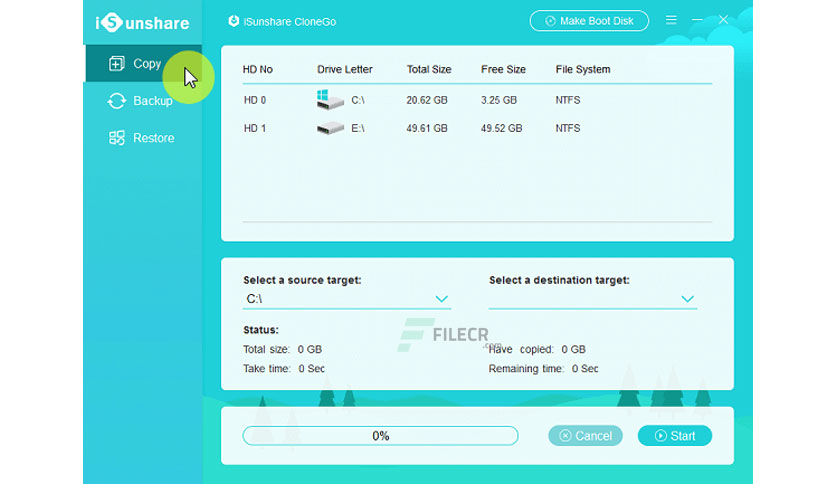 iSunshare
iSunshare CloneGo
Make Boot Disk
Copy
Backup
Restore
HD No Drive Letter Total Size Free Size File System
HD 0 C:\ 20.62 GB 3.25 GB NTFS
HD 1 E:\ 49.61 GB 49.52 GB NTFS
Select a source target: Select a destination target:
C:\
Status:
FILECR
.com
Total size: 0 GB Have copied: 0 GB
Take time: 0 Sec Remaining time: 0 Sec
0% Cancel Start